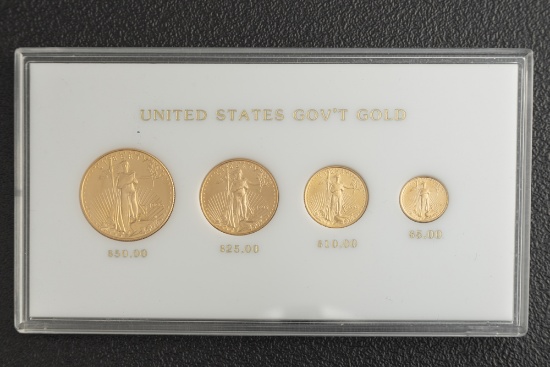 UNITED STATES GOV'T GOLD
$50.00 $25.00 $10.00 $5.00